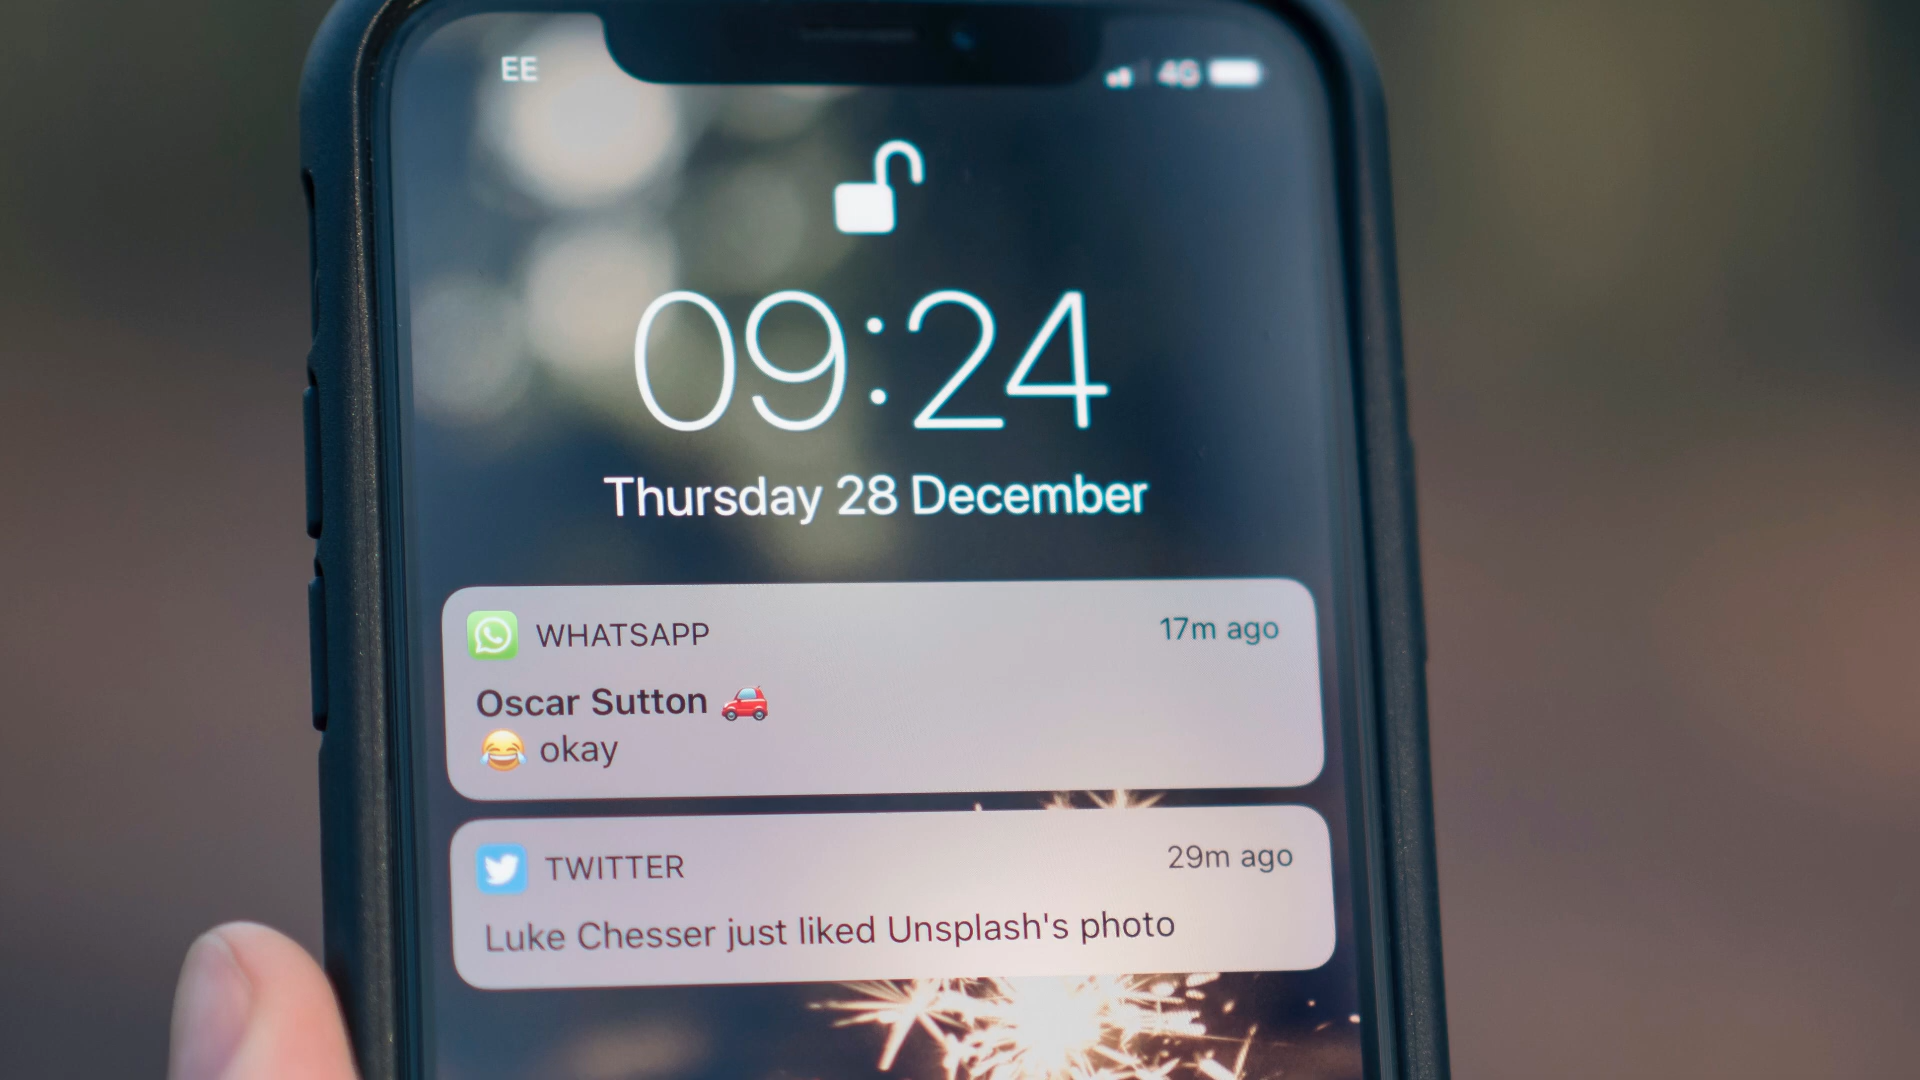 EE 4G
09:24
Thursday 28 December
WHATSAPP 17m ago
Oscar Sutton 🚗
😂 okay
TWITTER 29m ago
Luke Chesser just liked Unsplash's photo